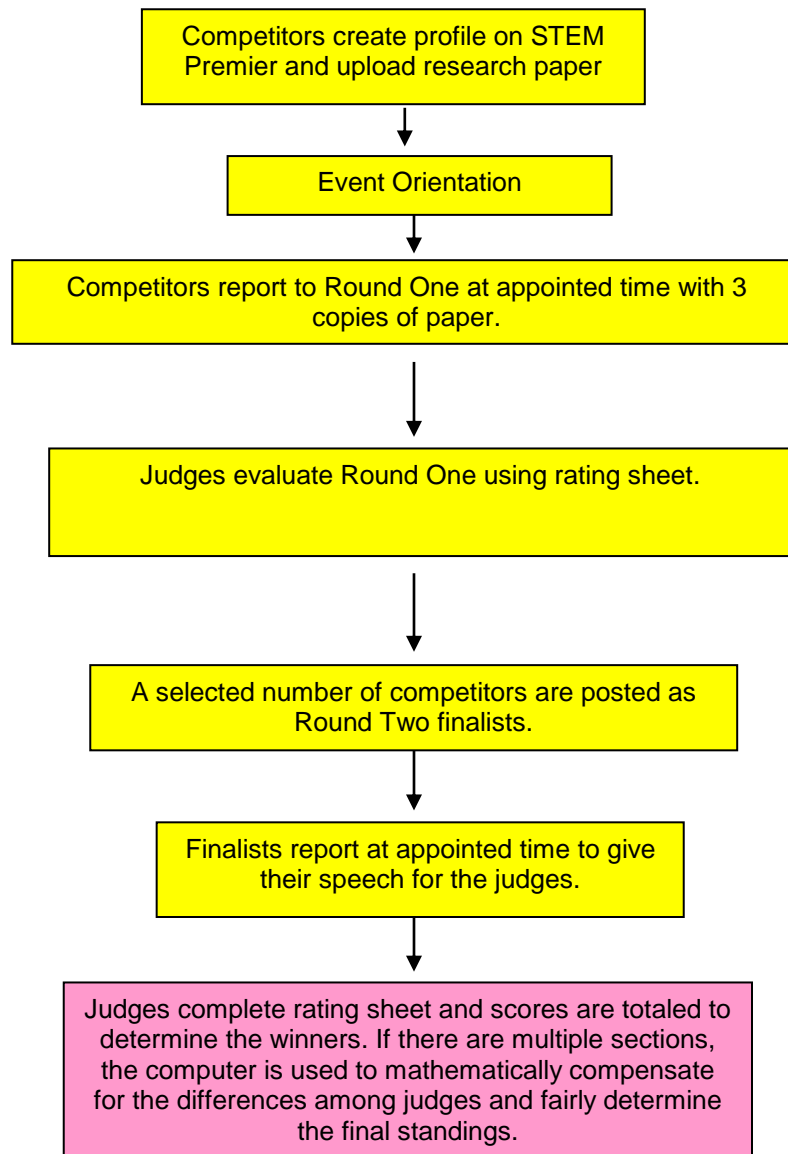 Competitors create profile on STEM
Premier and upload research paper
Event Orientation
Competitors report to Round One at appointed time with 3
copies of paper.
Judges evaluate Round One using rating sheet.
A selected number of competitors are posted as
Round Two finalists.
Finalists report at appointed time to give
their speech for the judges.
Judges complete rating sheet and scores are totaled to
determine the winners. If there are multiple sections,
the computer is used to mathematically compensate
for the differences among judges and fairly determine
the final standings.